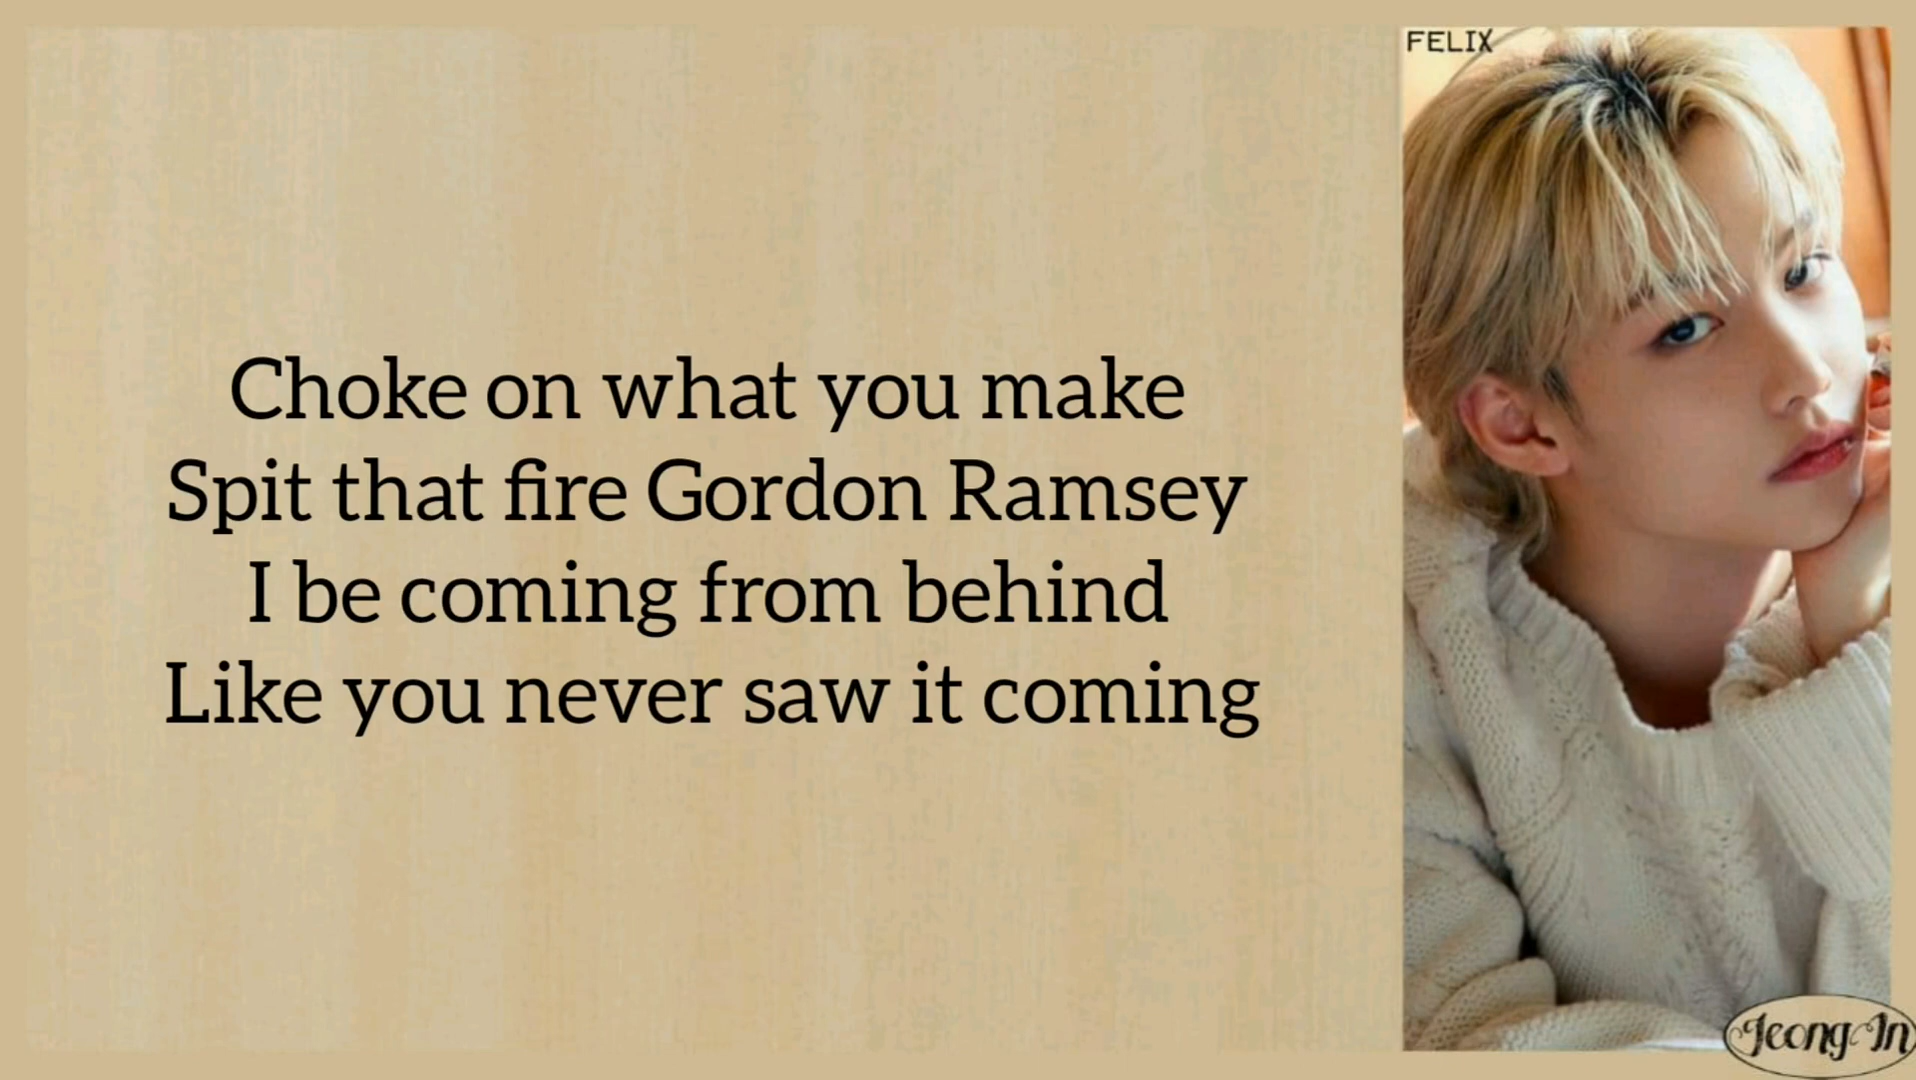 FELIX
Choke on what you make
Spit that fire Gordon Ramsey
I be coming from behind
Like you never saw it coming
Jeong In